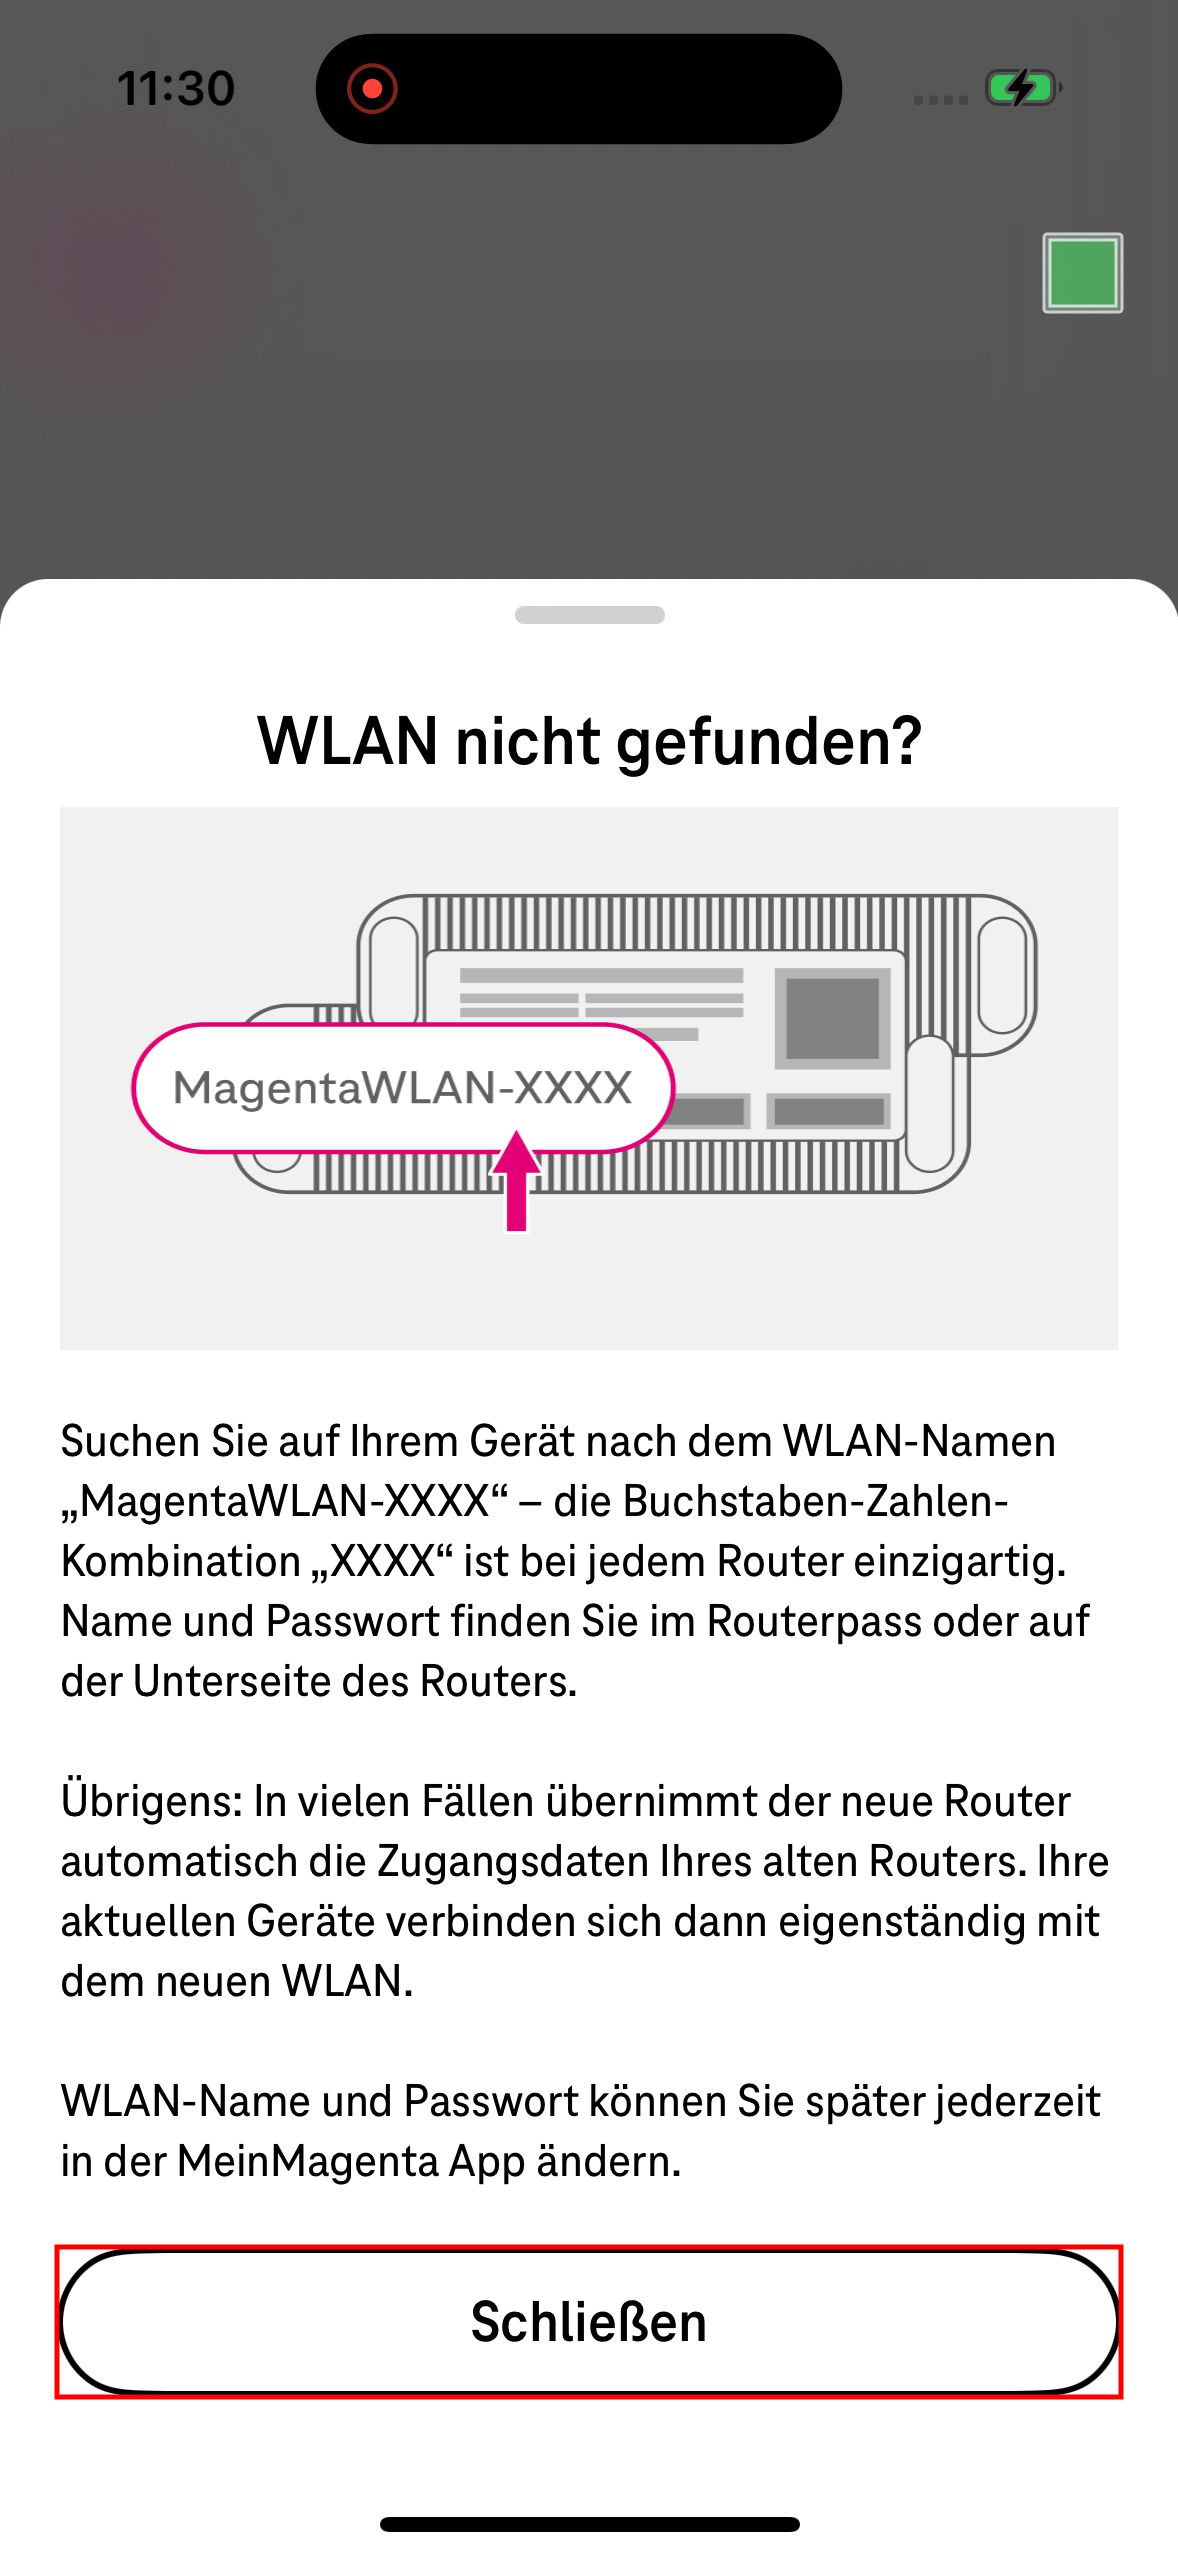 11:30
WLAN nicht gefunden?
MagentaWLAN-XXXX
Suchen Sie auf Ihrem Gerät nach dem WLAN-Namen
„MagentaWLAN-XXXX“ – die Buchstaben-Zahlen-
Kombination „XXXX“ ist bei jedem Router einzigartig.
Name und Passwort finden Sie im Routerpass oder auf
der Unterseite des Routers.
Übrigens: In vielen Fällen übernimmt der neue Router
automatisch die Zugangsdaten Ihres alten Routers. Ihre
aktuellen Geräte verbinden sich dann eigenständig mit
dem neuen WLAN.
WLAN-Name und Passwort können Sie später jederzeit
in der MeinMagenta App ändern.
Schließen